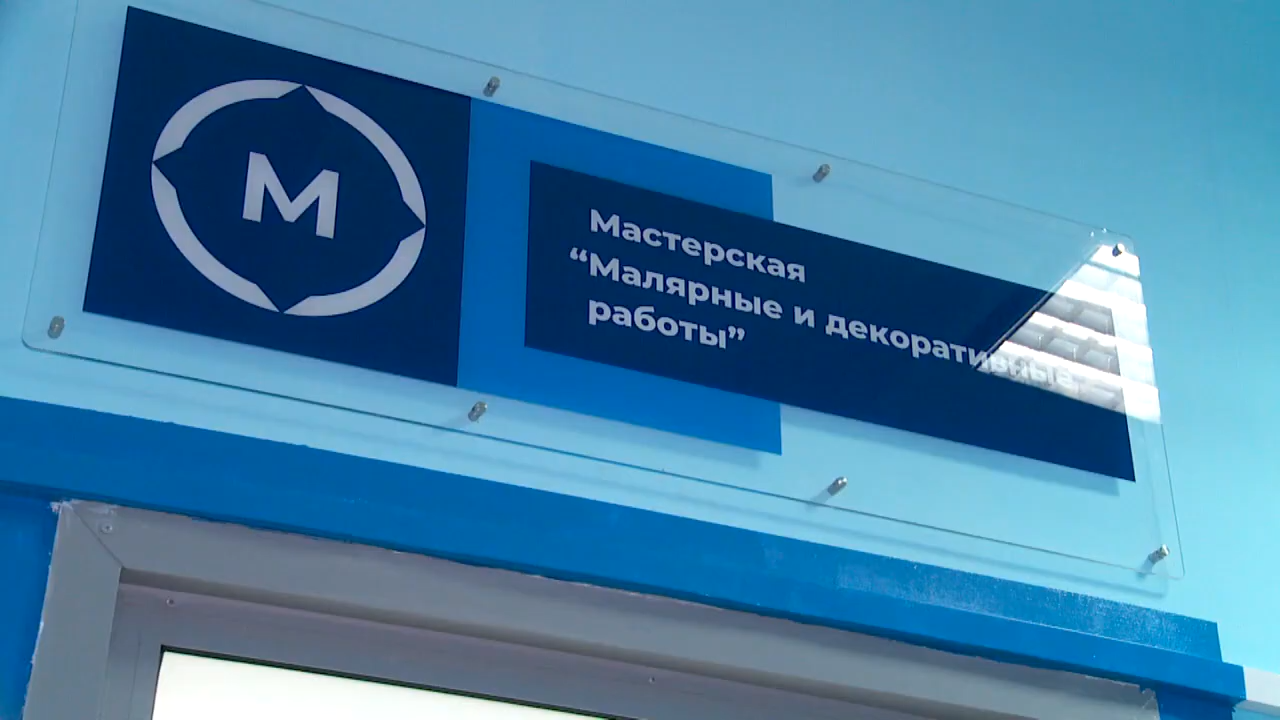 М
Мастерская
“Малярные и декоративные
работы”